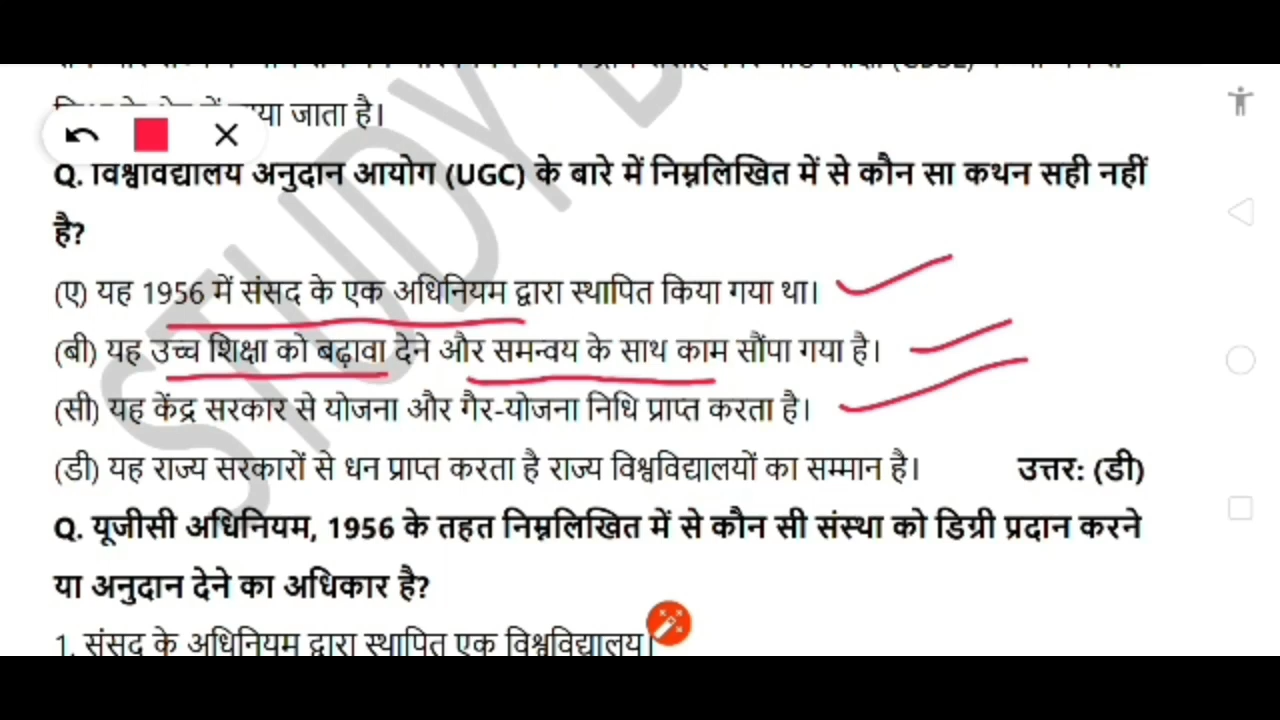 या जाता है।
Q. विश्वविद्यालय अनुदान आयोग (UGC) के बारे में निम्नलिखित में से कौन सा कथन सही नहीं
है?
(ए) यह 1956 में संसद के एक अधिनियम द्वारा स्थापित किया गया था।
(बी) यह उच्च शिक्षा को बढ़ावा देने और समन्वय के साथ काम सौंपा गया है।
(सी) यह केंद्र सरकार से योजना और गैर-योजना निधि प्राप्त करता है।
(डी) यह राज्य सरकारों से धन प्राप्त करता है राज्य विश्वविद्यालयों का सम्मान है। उत्तर: (डी)
Q. यूजीसी अधिनियम, 1956 के तहत निम्नलिखित में से कौन सी संस्था को डिग्री प्रदान करने
या अनुदान देने का अधिकार है?
1. संसद के अधिनियम द्वारा स्थापित एक विश्वविद्यालय।
STUDY